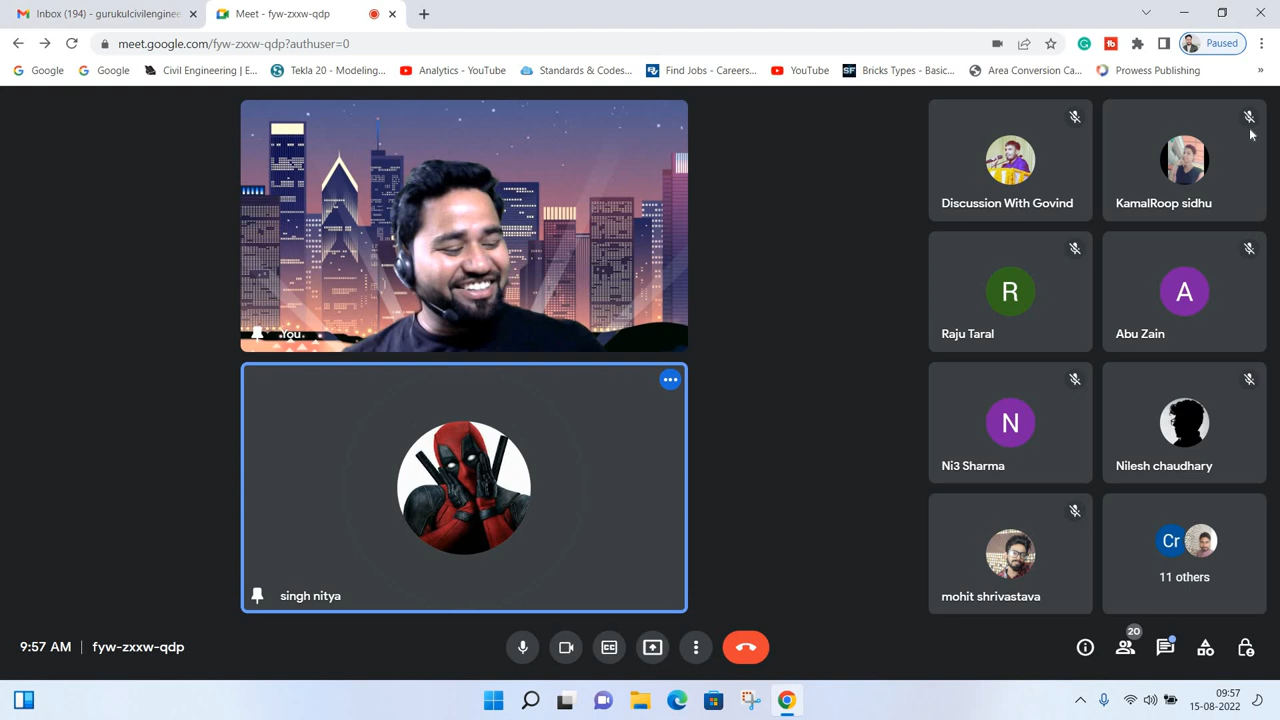 Inbox (194) - gurukulcivilenginee
Meet - fyw-zxxw-qdp
meet.google.com/fyw-zxxw-qdp?authuser=0
Paused
Google
Google
Civil Engineering | E...
Tekla 20 - Modeling...
Analytics - YouTube
Standards & Codes...
Find Jobs - Careers...
YouTube
SF
Bricks Types - Basic...
Area Conversion Ca...
Prowess Publishing
»
You
singh nitya
Discussion With Govind
KamalRoop sidhu
R
Raju Taral
A
Abu Zain
N
Ni3 Sharma
Nilesh chaudhary
mohit shrivastava
Cr
11 others
9:57 AM | fyw-zxxw-qdp
CC
20
09:57
15-08-2022